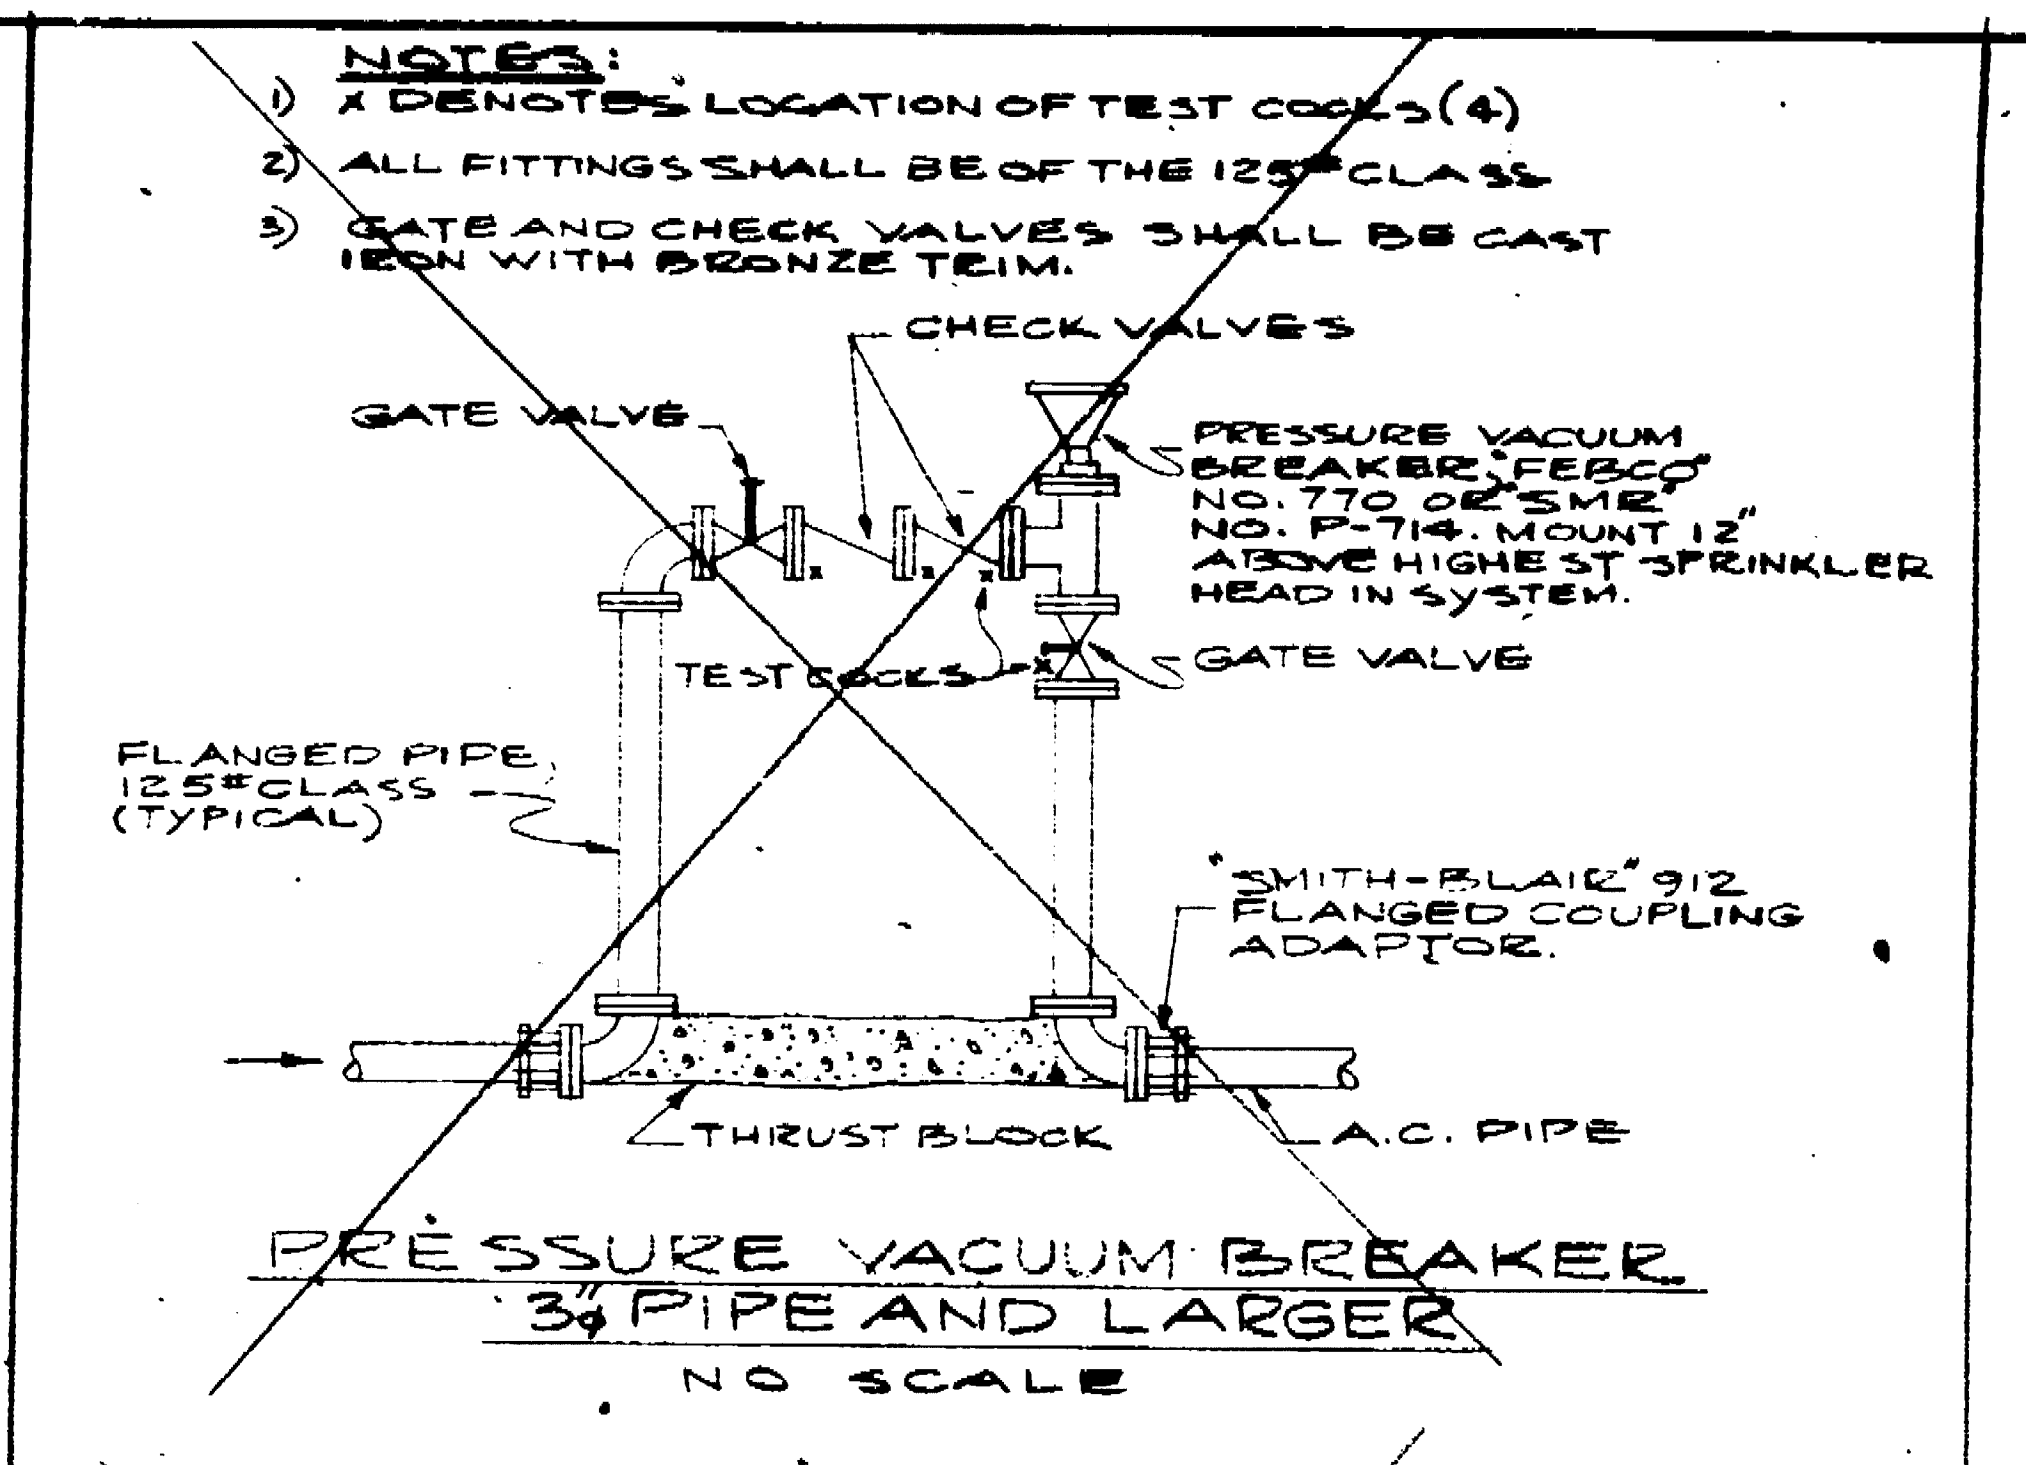 NOTES:
1) x DENOTES LOCATION OF TEST COCKS (4)
2) ALL FITTINGS SHALL BE OF THE 125# CLASS
3) GATE AND CHECK VALVES SHALL BE CAST
IRON WITH BRONZE TRIM.
CHECK VALVES
GATE VALVE
PRESSURE VACUUM
BREAKER, "FEBCO"
NO. 770 OR "SMR"
NO. P-714. MOUNT 12"
ABOVE HIGHEST SPRINKLER
HEAD IN SYSTEM.
x x x
TEST COCKS x
GATE VALVE
FLANGED PIPE,
125# CLASS
(TYPICAL)
"SMITH-BLAIR" 912
FLANGED COUPLING
ADAPTOR.
THRUST BLOCK
A.C. PIPE
PRESSURE VACUUM BREAKER
3"ø PIPE AND LARGER
NO SCALE